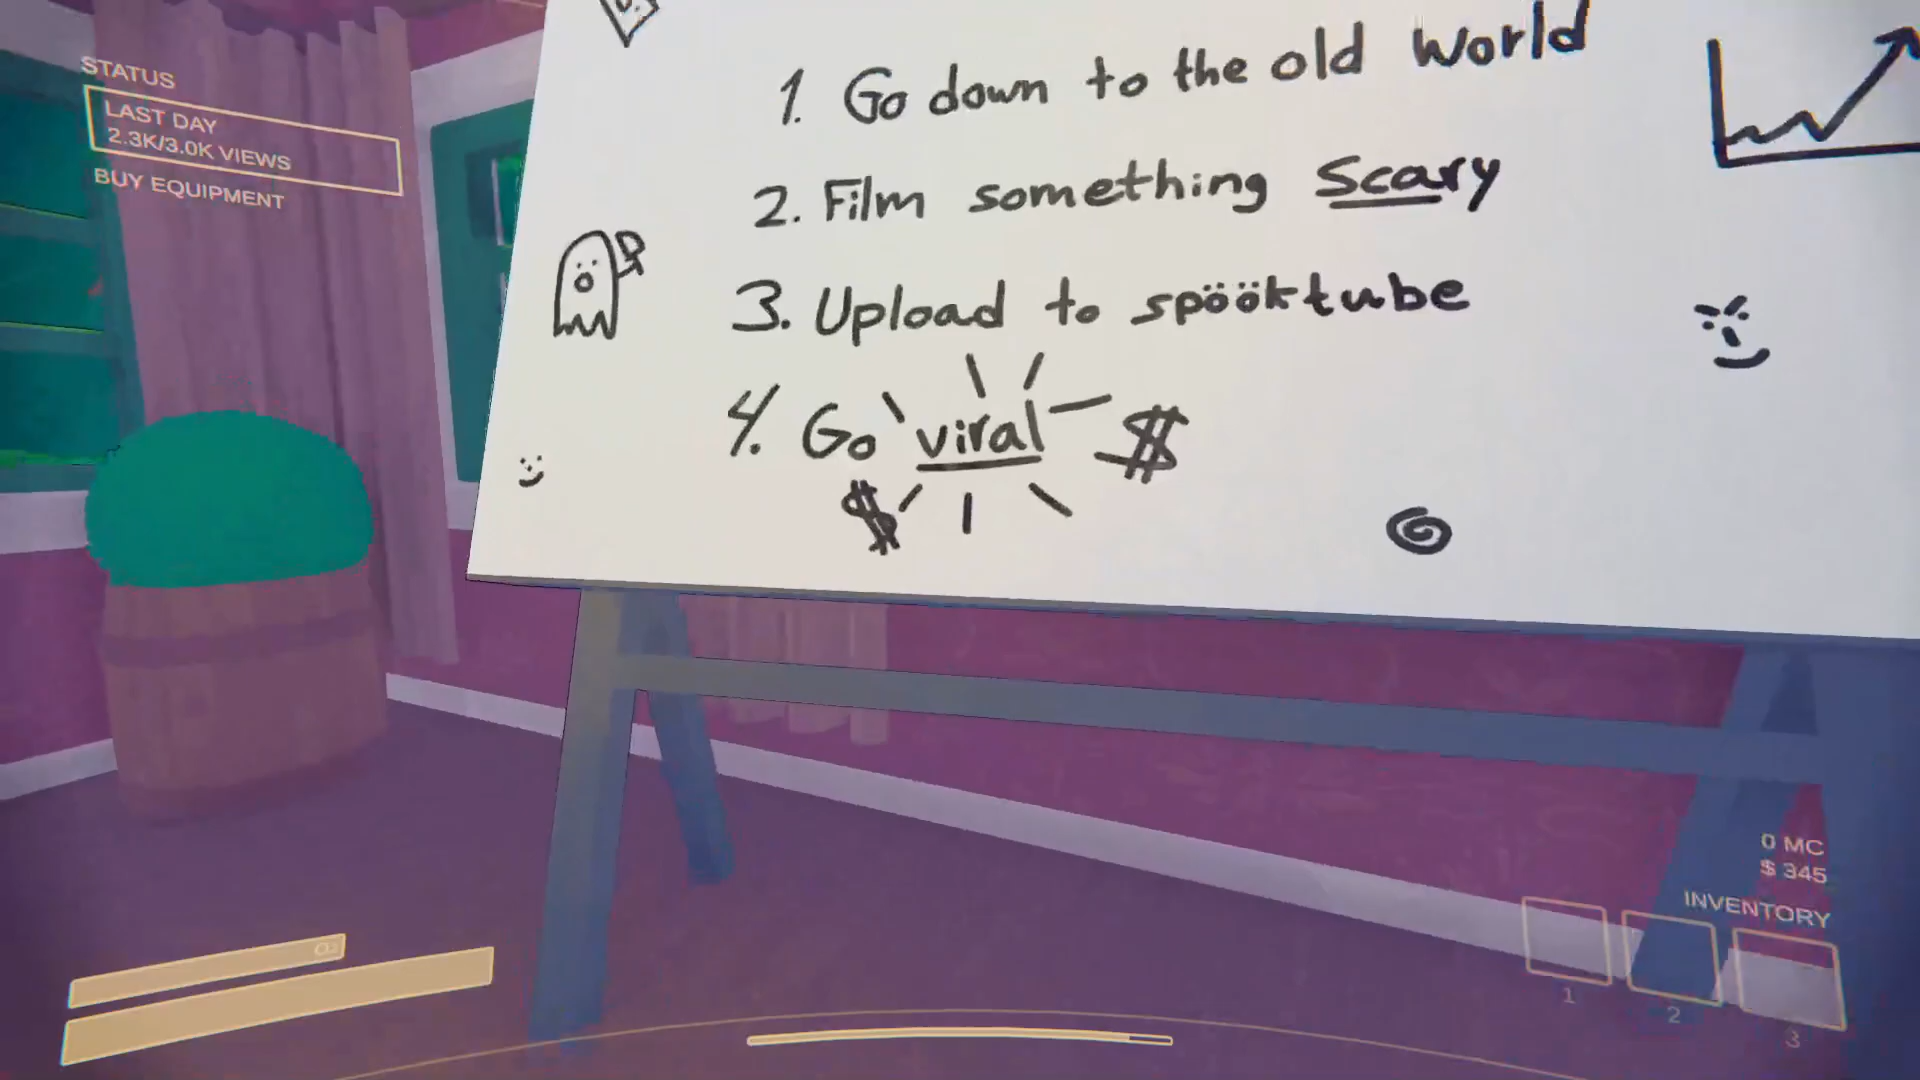 STATUS
LAST DAY
2.3K/3.0K VIEWS
BUY EQUIPMENT
1. Go down to the old world
2. Film something scary
3. Upload to spööktube
4. Go viral $
$
O₂
0 MC
$ 345
INVENTORY
1
2
3